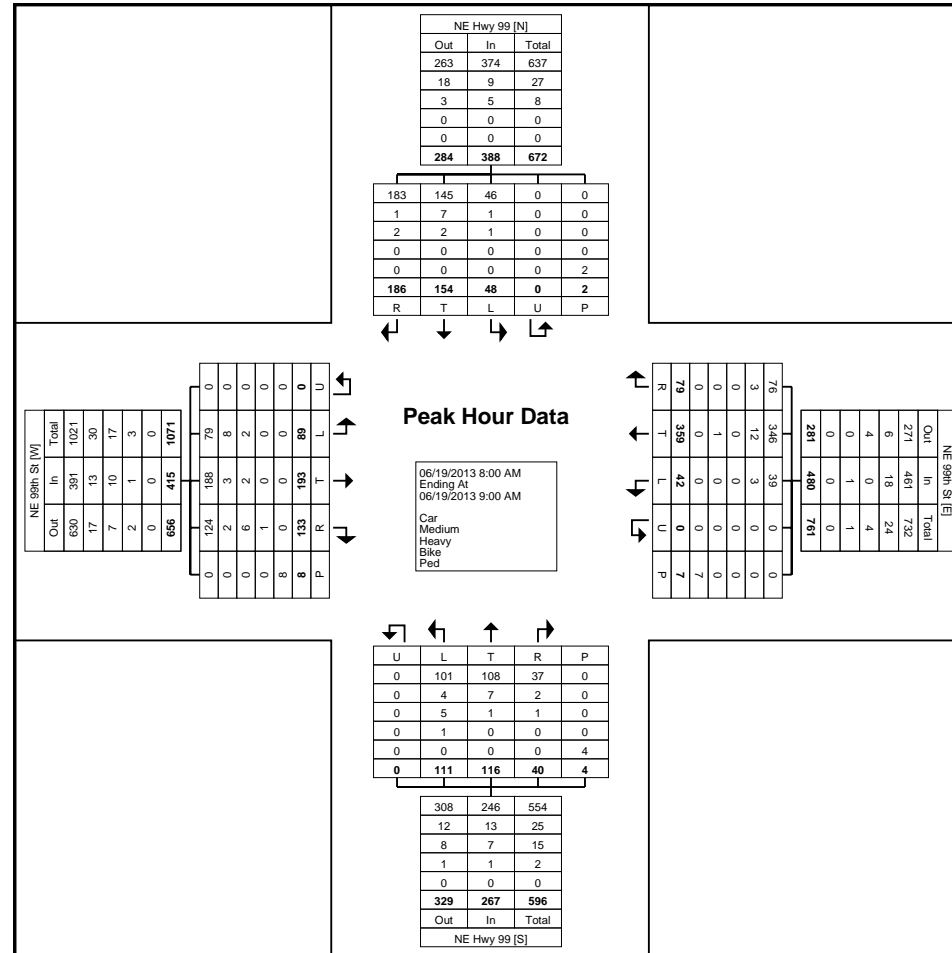 NE Hwy 99 [N]
Out In Total
263 374 637
18 9 27
3 5 8
0 0 0
0 0 0
284 388 672
183 145 46 0 0
1 7 1 0 0
2 2 1 0 0
0 0 0 0 0
0 0 0 0 2
186 154 48 0 2
R T L U P
U L T R P
0 89 193 133 8
0 0 0 0 8
0 0 0 1 0
0 2 2 6 0
0 8 3 2 0
0 79 188 124 0
1071 415 656
0 0 0
3 1 2
17 10 7
30 13 17
1021 391 630
Total In Out
NE 99th St [W]
Peak Hour Data
06/19/2013 8:00 AM
Ending At
06/19/2013 9:00 AM
Car
Medium
Heavy
Bike
Ped
NE 99th St [E]
Out In Total
271 461 732
6 18 24
4 0 4
0 1 1
0 0 0
281 480 761
76 346 39 0 0
3 12 3 0 0
0 0 0 0 0
0 1 0 0 0
0 0 0 0 7
79 359 42 0 7
R T L U P
U L T R P
0 101 108 37 0
0 4 7 2 0
0 5 1 1 0
0 1 0 0 0
0 0 0 0 4
0 111 116 40 4
308 246 554
12 13 25
8 7 15
1 1 2
0 0 0
329 267 596
Out In Total
NE Hwy 99 [S]